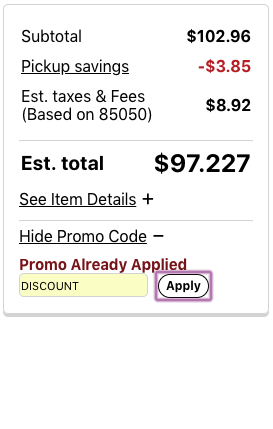 Subtotal $102.96
Pickup savings -$3.85
Est. taxes & Fees
(Based on 85050) $8.92
Est. total $97.227
See Item Details +
Hide Promo Code −
Promo Already Applied
DISCOUNT Apply